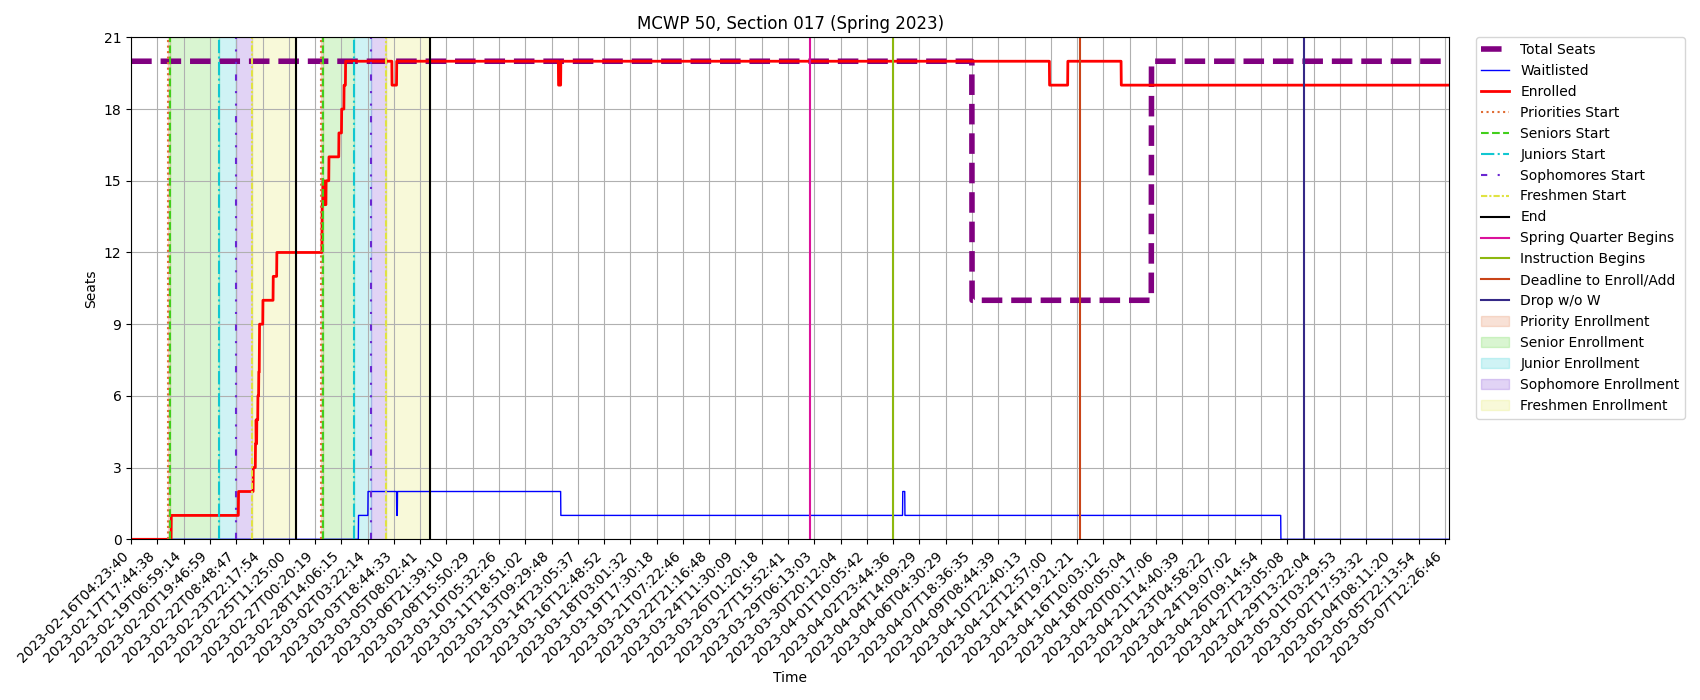 MCWP 50, Section 017 (Spring 2023)
Seats
21
18
15
12
9
6
3
0
2023-02-16T04:23:40
2023-02-17T17:44:38
2023-02-19T06:59:14
2023-02-20T19:46:59
2023-02-22T08:48:47
2023-02-23T22:17:54
2023-02-25T11:25:00
2023-02-27T00:20:19
2023-02-28T14:06:15
2023-03-02T03:22:14
2023-03-03T18:44:33
2023-03-05T08:02:41
2023-03-06T21:39:10
2023-03-08T15:50:29
2023-03-10T05:32:26
2023-03-11T18:51:02
2023-03-13T09:29:48
2023-03-14T23:05:37
2023-03-16T12:48:52
2023-03-18T03:01:32
2023-03-19T17:30:18
2023-03-21T07:22:46
2023-03-22T21:16:48
2023-03-24T11:30:09
2023-03-26T01:20:18
2023-03-27T15:52:41
2023-03-29T06:13:03
2023-03-30T20:12:04
2023-04-01T10:05:42
2023-04-02T23:44:36
2023-04-04T14:09:29
2023-04-06T04:30:29
2023-04-07T18:36:35
2023-04-09T08:44:39
2023-04-10T22:40:13
2023-04-12T12:57:00
2023-04-14T19:21:21
2023-04-16T10:03:12
2023-04-18T00:05:04
2023-04-20T00:17:06
2023-04-21T14:40:39
2023-04-23T04:58:22
2023-04-24T19:07:02
2023-04-26T09:14:54
2023-04-27T23:05:08
2023-04-29T13:22:04
2023-05-01T03:29:53
2023-05-02T17:53:32
2023-05-04T08:11:20
2023-05-05T22:13:54
2023-05-07T12:26:46
Time
Total Seats
Waitlisted
Enrolled
Priorities Start
Seniors Start
Juniors Start
Sophomores Start
Freshmen Start
End
Spring Quarter Begins
Instruction Begins
Deadline to Enroll/Add
Drop w/o W
Priority Enrollment
Senior Enrollment
Junior Enrollment
Sophomore Enrollment
Freshmen Enrollment